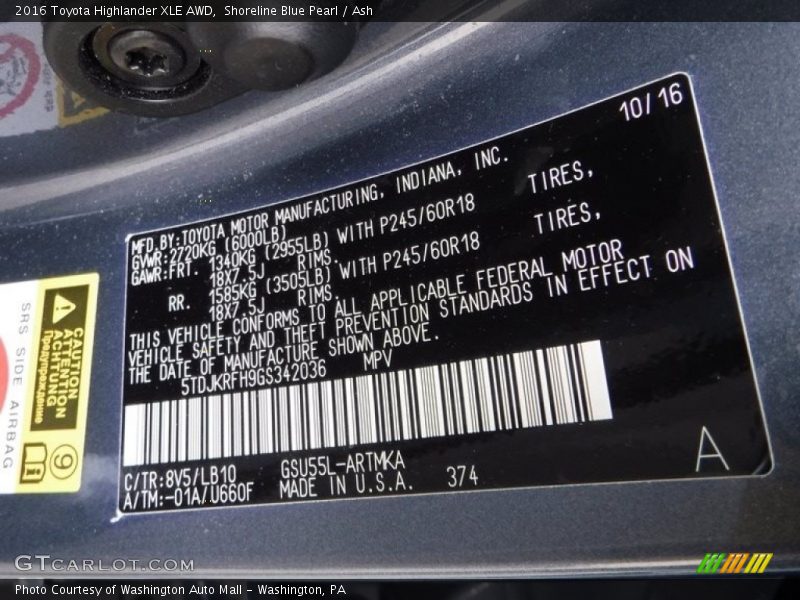 2016 Toyota Highlander XLE AWD, Shoreline Blue Pearl / Ash
10/16
MFD.BY:TOYOTA MOTOR MANUFACTURING, INDIANA, INC.
GVWR:2720KG (6000LB)
GAWR:FRT. 1340KG (2955LB) WITH P245/60R18 TIRES,
18X7.5J RIMS.
RR. 1585KG (3505LB) WITH P245/60R18 TIRES,
18X7.5J RIMS.
THIS VEHICLE CONFORMS TO ALL APPLICABLE FEDERAL MOTOR
VEHICLE SAFETY AND THEFT PREVENTION STANDARDS IN EFFECT ON
THE DATE OF MANUFACTURE SHOWN ABOVE.
5TDJKRFH9GS342036 MPV
C/TR:8V5/LB10 GSU55L-ARTMKA
A/TM:-01A/U660F MADE IN U.S.A. 374
A
CAUTION
ATTENTION
ACHTUNG
Предупреждение
SRS SIDE AIRBAG
9
GTCARLOT.COM
Photo Courtesy of Washington Auto Mall - Washington, PA